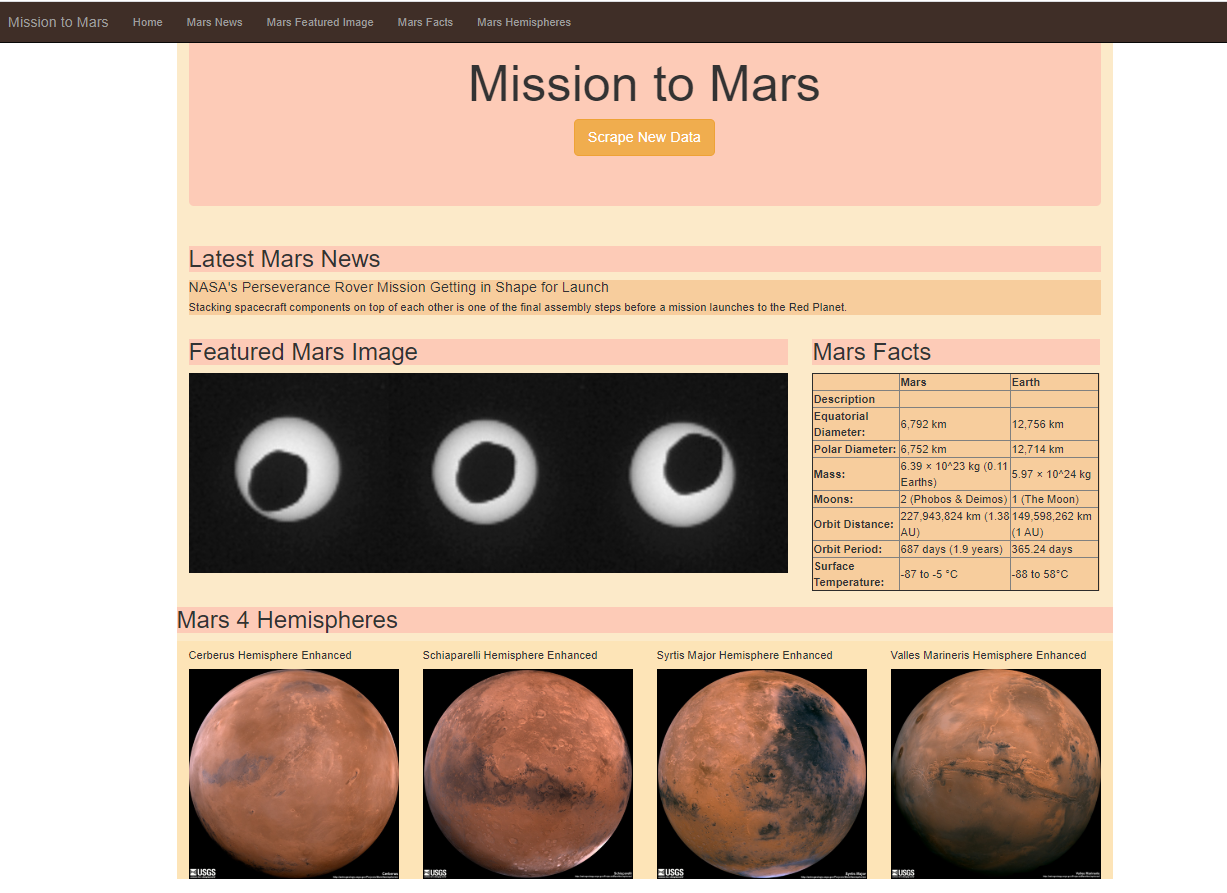 Mission to Mars Home Mars News Mars Featured Image Mars Facts Mars Hemispheres
Mission to Mars
Scrape New Data
Latest Mars News
NASA's Perseverance Rover Mission Getting in Shape for Launch
Stacking spacecraft components on top of each other is one of the final assembly steps before a mission launches to the Red Planet.
Featured Mars Image
Mars Facts
Mars Earth
Description
Equatorial
Diameter: 6,792 km 12,756 km
Polar Diameter: 6,752 km 12,714 km
Mass: 6.39 × 10^23 kg (0.11
Earths) 5.97 × 10^24 kg
Moons: 2 (Phobos & Deimos) 1 (The Moon)
Orbit Distance: 227,943,824 km (1.38 149,598,262 km
AU) (1 AU)
Orbit Period: 687 days (1.9 years) 365.24 days
Surface
Temperature: -87 to -5 °C -88 to 58°C
Mars 4 Hemispheres
Cerberus Hemisphere Enhanced Schiaparelli Hemisphere Enhanced Syrtis Major Hemisphere Enhanced Valles Marineris Hemisphere Enhanced
USGS USGS USGS USGS